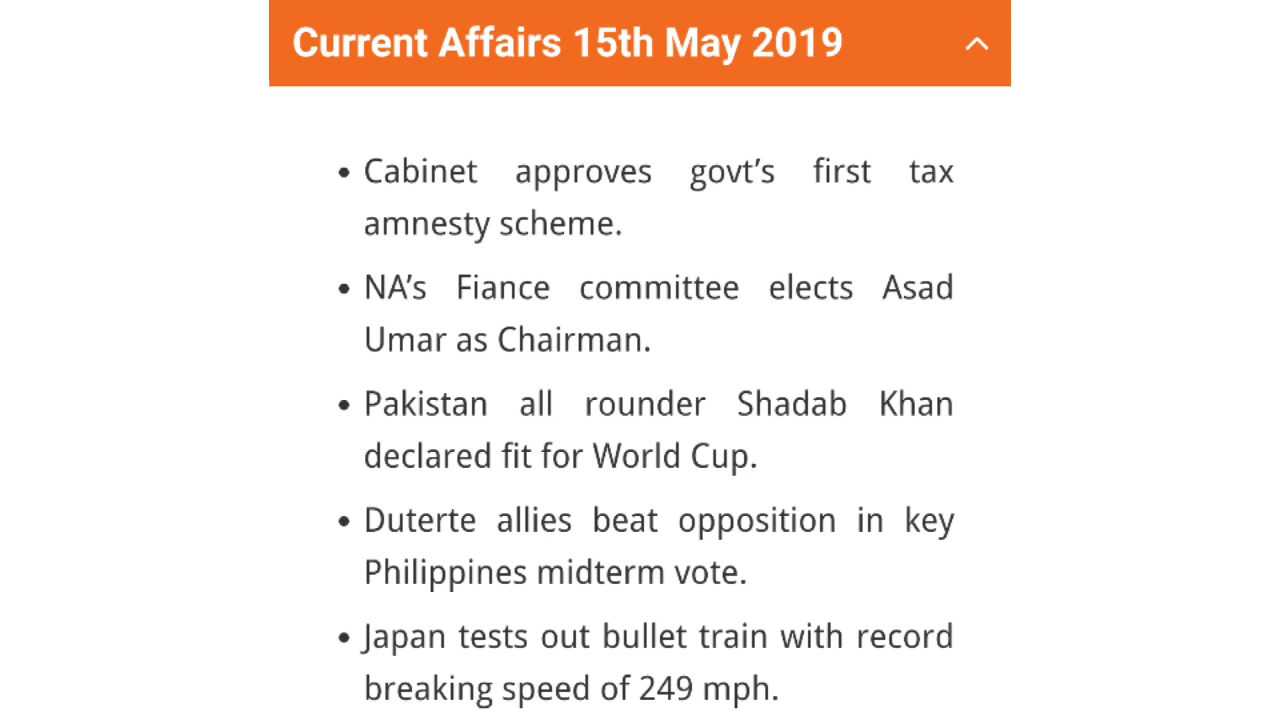 Current Affairs 15th May 2019
• Cabinet approves govt’s first tax
amnesty scheme.
• NA’s Fiance committee elects Asad
Umar as Chairman.
• Pakistan all rounder Shadab Khan
declared fit for World Cup.
• Duterte allies beat opposition in key
Philippines midterm vote.
• Japan tests out bullet train with record
breaking speed of 249 mph.